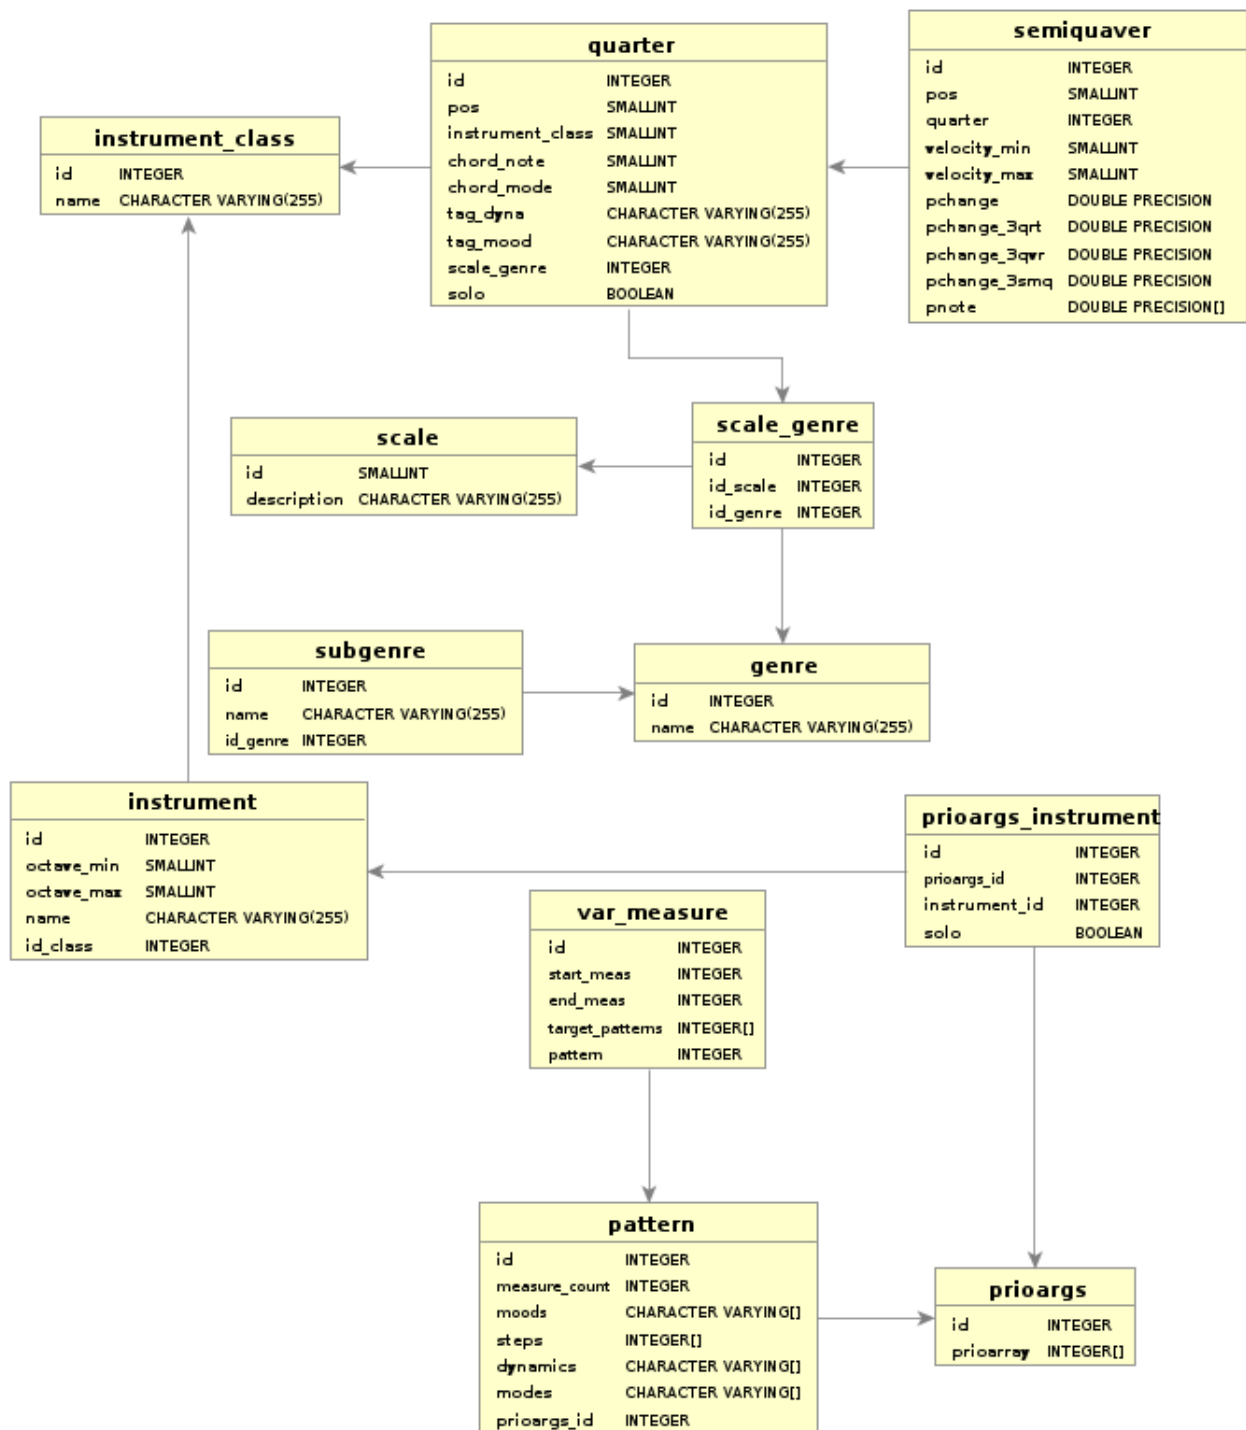 quarter
id INTEGER
pos SMALLINT
instrument_class SMALLINT
chord_note SMALLINT
chord_mode SMALLINT
tag_dyna CHARACTER VARYING(255)
tag_mood CHARACTER VARYING(255)
scale_genre INTEGER
solo BOOLEAN
semiquaver
id INTEGER
pos SMALLINT
quarter INTEGER
velocity_min SMALLINT
velocity_max SMALLINT
pchange DOUBLE PRECISION
pchange_3qrt DOUBLE PRECISION
pchange_3qvr DOUBLE PRECISION
pchange_3smq DOUBLE PRECISION
pnote DOUBLE PRECISION[]
instrument_class
id INTEGER
name CHARACTER VARYING(255)
scale
id SMALLINT
description CHARACTER VARYING(255)
scale_genre
id INTEGER
id_scale INTEGER
id_genre INTEGER
subgenre
id INTEGER
name CHARACTER VARYING(255)
id_genre INTEGER
genre
id INTEGER
name CHARACTER VARYING(255)
instrument
id INTEGER
octave_min SMALLINT
octave_max SMALLINT
name CHARACTER VARYING(255)
id_class INTEGER
prioargs_instrument
id INTEGER
prioargs_id INTEGER
instrument_id INTEGER
solo BOOLEAN
var_measure
id INTEGER
start_meas INTEGER
end_meas INTEGER
target_patterns INTEGER[]
pattern INTEGER
pattern
id INTEGER
measure_count INTEGER
moods CHARACTER VARYING[]
steps INTEGER[]
dynamics CHARACTER VARYING[]
modes CHARACTER VARYING[]
prioargs_id INTEGER
prioargs
id INTEGER
prioarray INTEGER[]